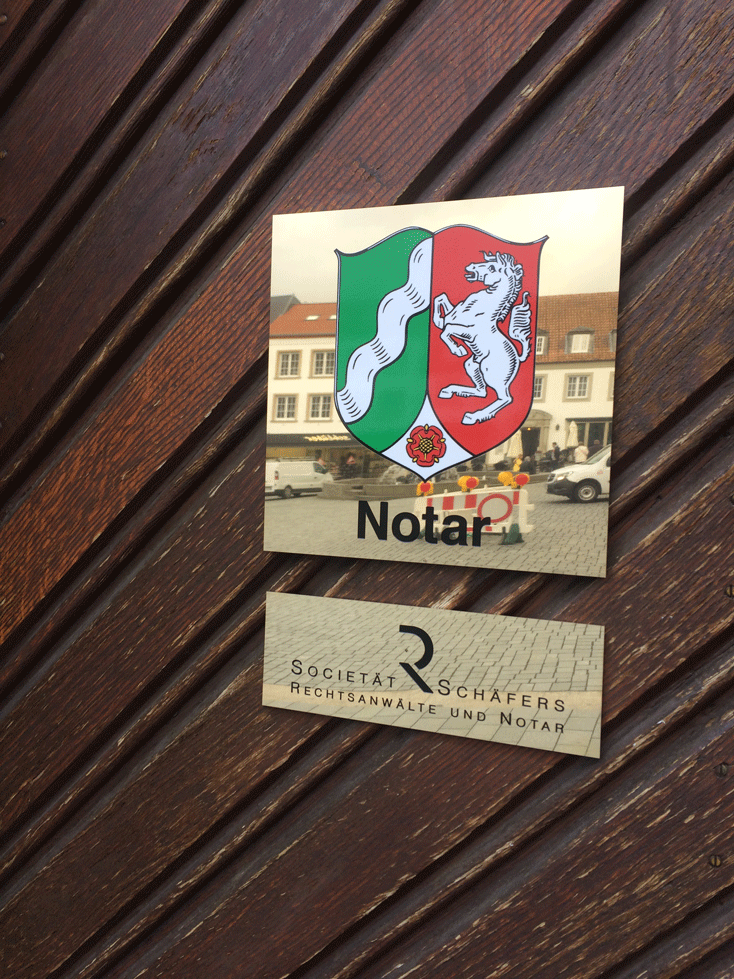 Notar
R
SOCIETÄT SCHÄFERS
RECHTSANWÄLTE UND NOTAR